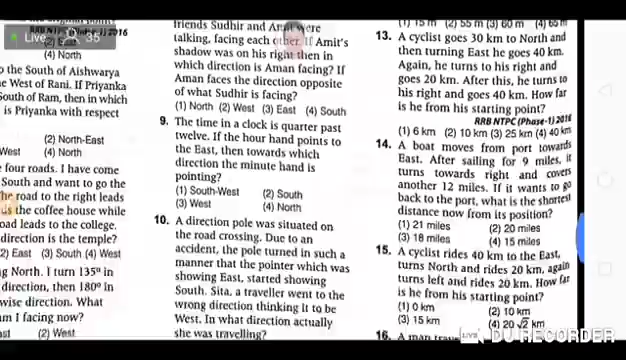 Live 35
RRB NTPC 2016
(4) North
o the South of Aishwarya
e West of Rani. If Priyanka
South of Ram, then in which
is Priyanka with respect
(2) North-East
West (4) North
four roads. I have come
South and want to go the
he road to the right leads
ds the coffee house while
oad leads to the college.
direction is the temple?
2) East (3) South (4) West
ng North. I turn 135° in
direction, then 180° in
wise direction. What
m I facing now?
st (2) West
friends Sudhir and Amit were
talking, facing each other. If Amit's
shadow was on his right then in
which direction is Aman facing? If
Aman faces the direction opposite
of what Sudhir is facing?
(1) North (2) West (3) East (4) South
9. The time in a clock is quarter past
twelve. If the hour hand points to
the East, then towards which
direction the minute hand is
pointing?
(1) South-West (2) South
(3) West (4) North
10. A direction pole was situated on
the road crossing. Due to an
accident, the pole turned in such a
manner that the pointer which was
showing East, started showing
South. Sita, a traveller went to the
wrong direction thinking it to be
West. In what direction actually
she was travelling?
(1) 15 m (2) 55 m (3) 60 m (4) 65 m
13. A cyclist goes 30 km to North and
then turning East he goes 40 km.
Again, he turns to his right and
goes 20 km. After this, he turns to
his right and goes 40 km. How far
is he from his starting point?
RRB NTPC (Phase-1) 2016
(1) 6 km (2) 10 km (3) 25 km (4) 40 km
14. A boat moves from port towards
East. After sailing for 9 miles, it
turns towards right and covers
another 12 miles. If it wants to go
back to the port, what is the shortest
distance now from its position?
(1) 21 miles (2) 20 miles
(3) 18 miles (4) 15 miles
15. A cyclist rides 40 km to the East,
turns North and rides 20 km, again
turns left and rides 20 km. How far
is he from his starting point?
(1) 0 km (2) 10 km
(3) 15 km (4) 20√2 km
16. A man trave
DU RECORDER